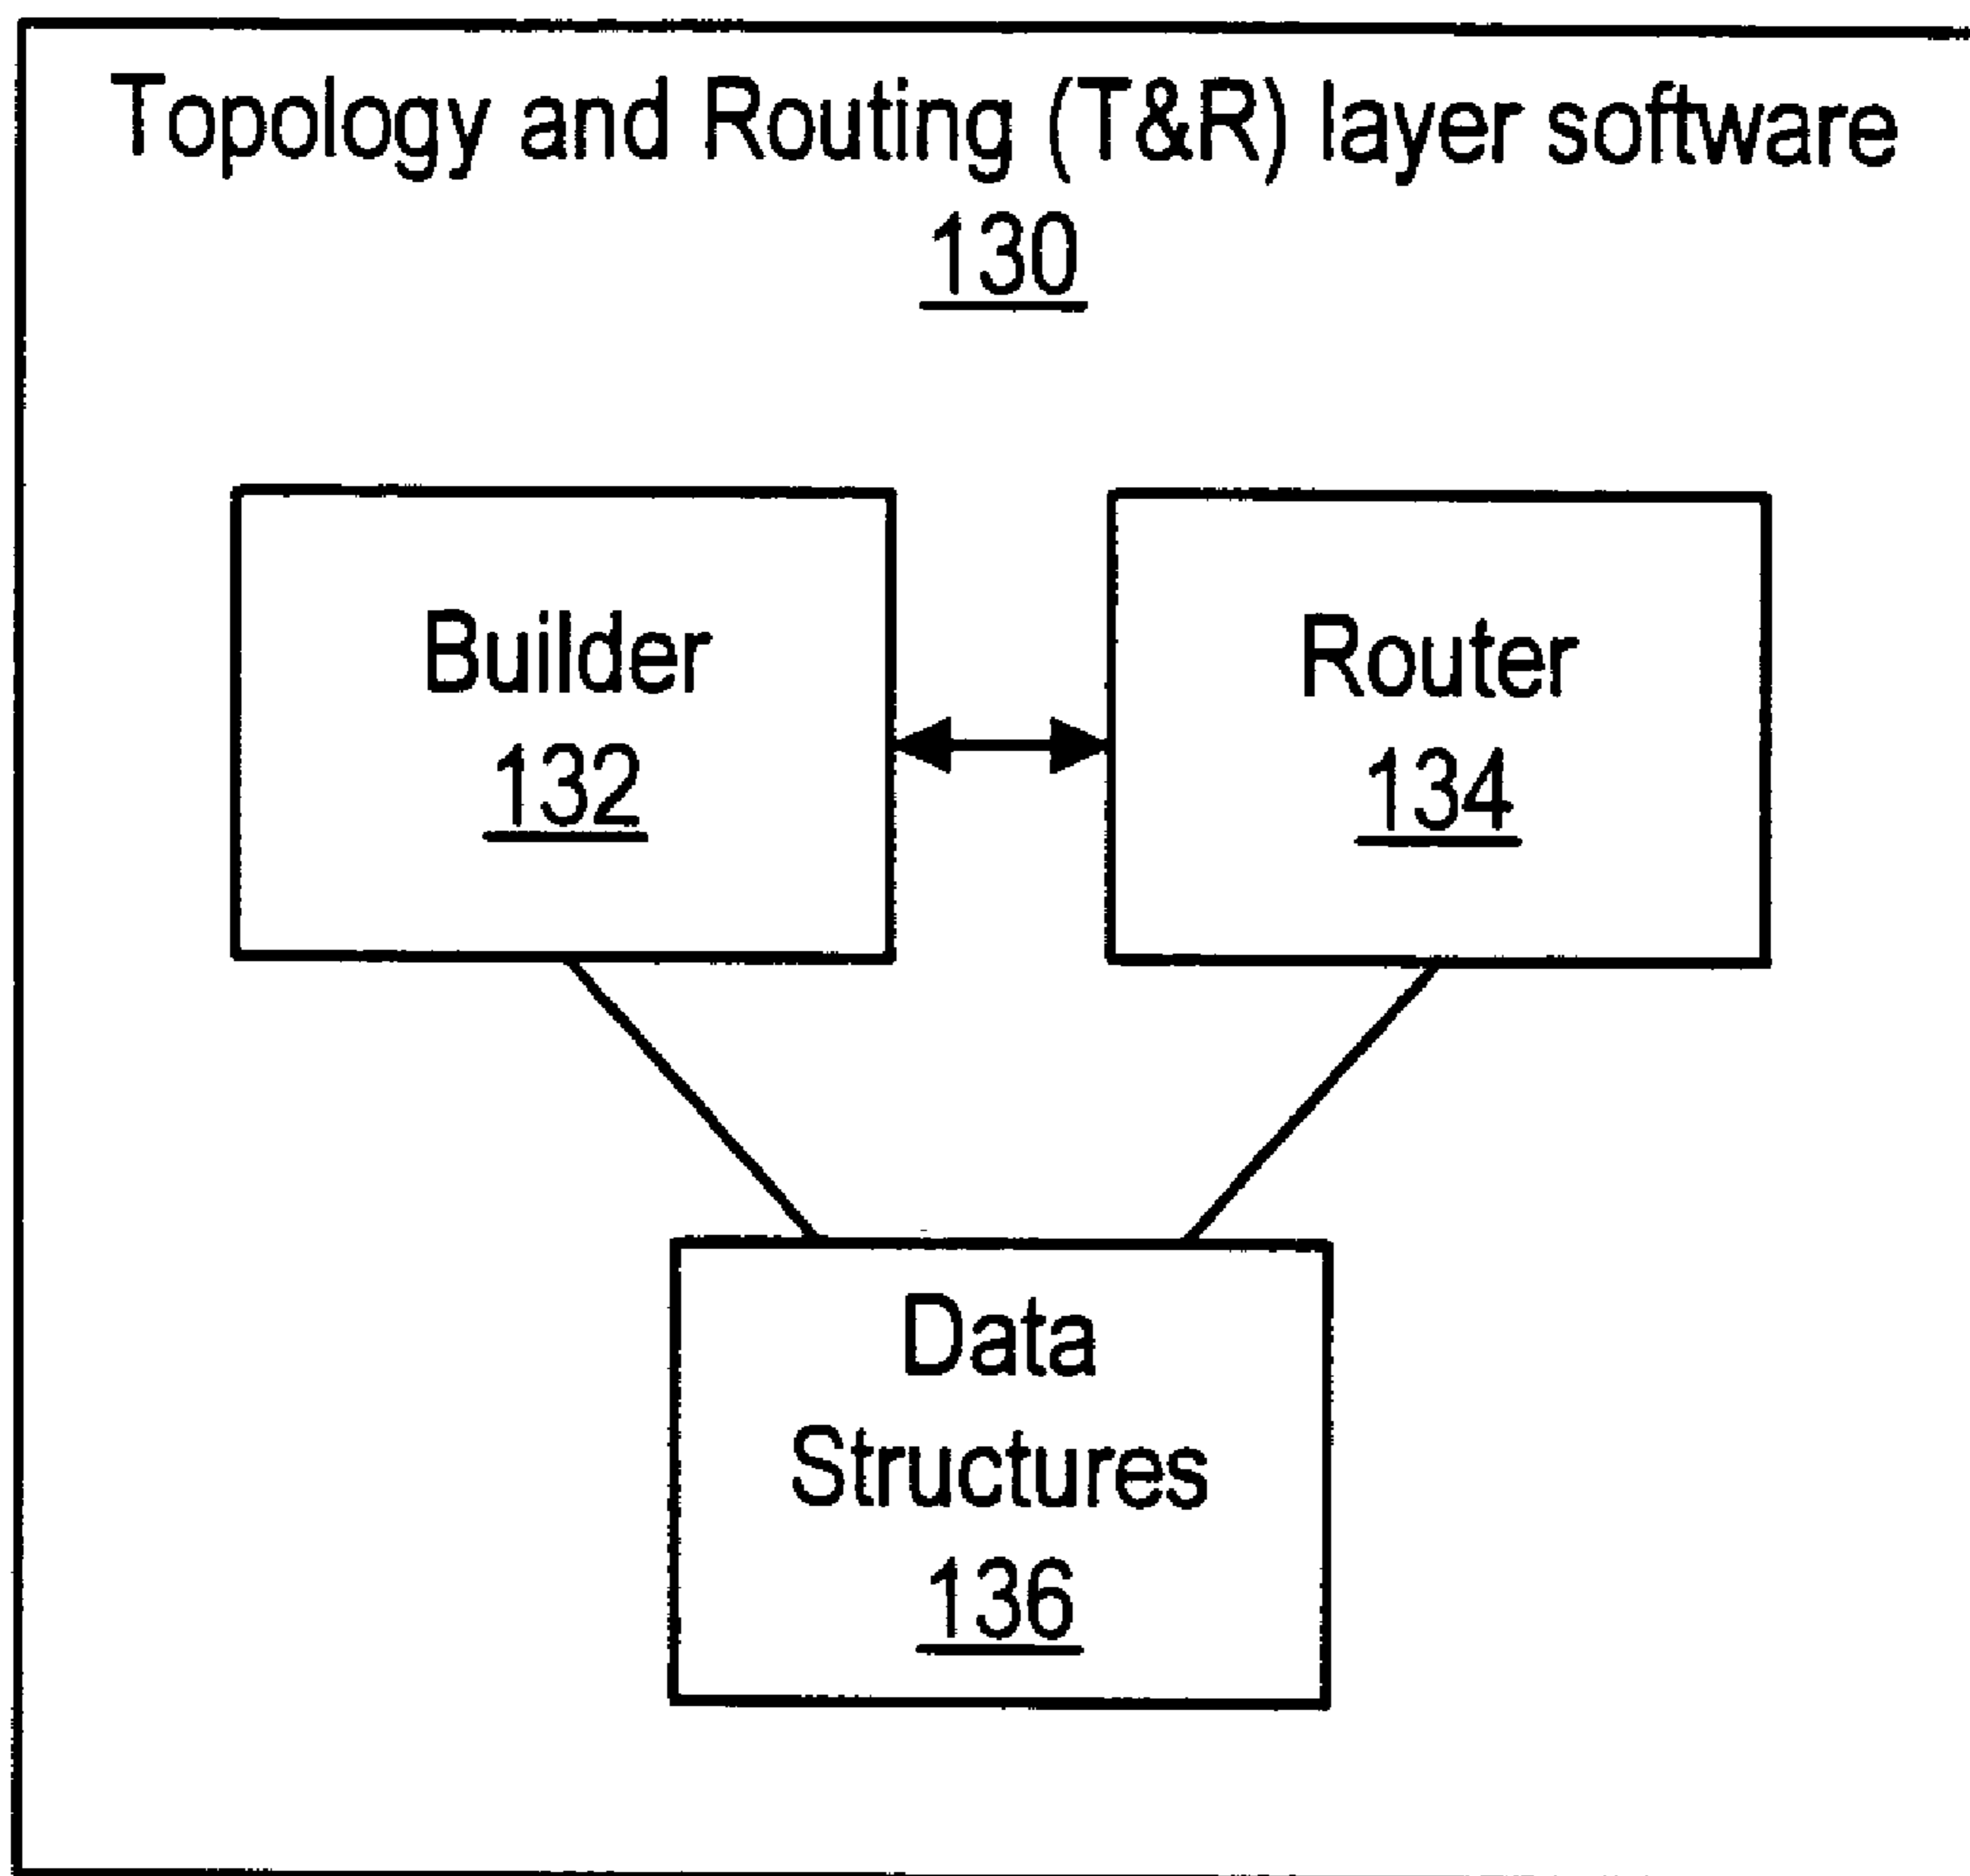 Topology and Routing (T&R) layer software
130
Builder
132
Router
134
Data
Structures
136